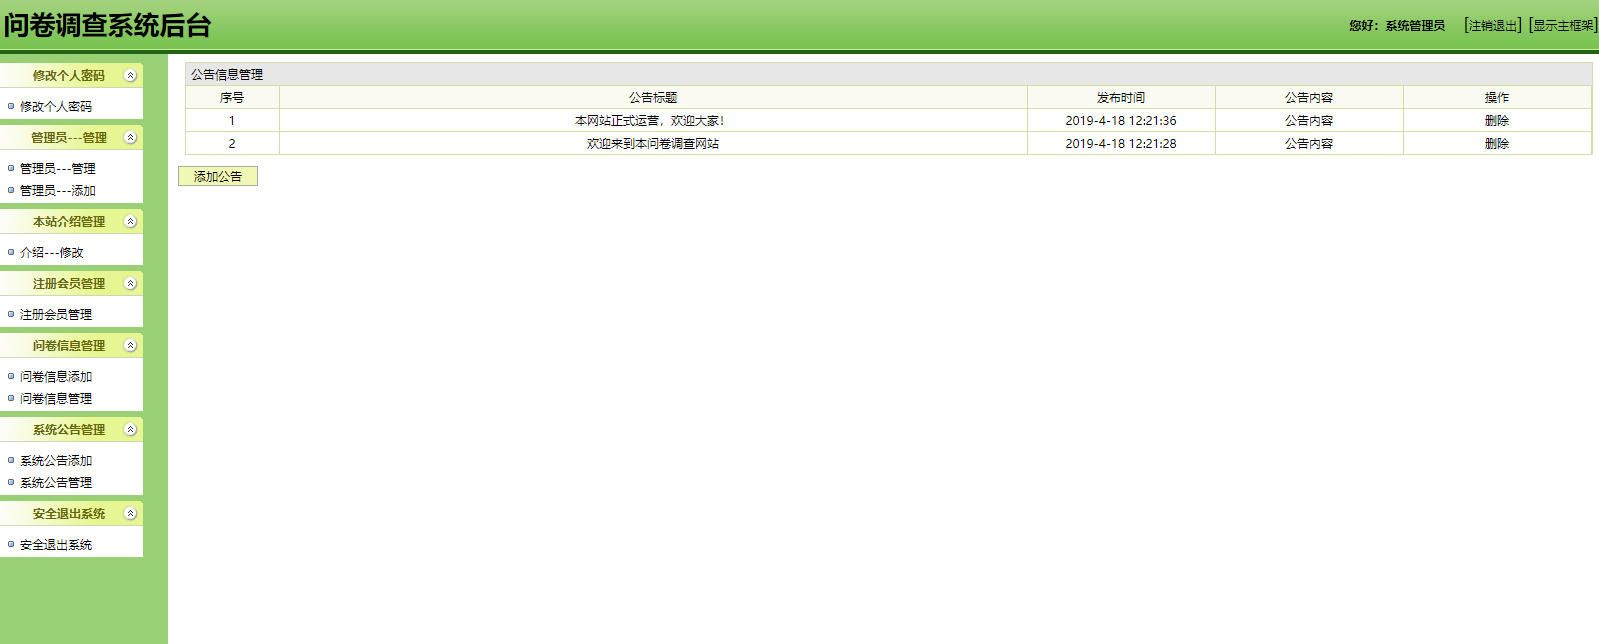 问卷调查系统后台
您好：系统管理员 [注销退出] [显示主框架]
修改个人密码
修改个人密码
管理员---管理
管理员---管理
管理员---添加
本站介绍管理
介绍---修改
注册会员管理
注册会员管理
问卷信息管理
问卷信息添加
问卷信息管理
系统公告管理
系统公告添加
系统公告管理
安全退出系统
安全退出系统
公告信息管理
序号 公告标题 发布时间 公告内容 操作
1 本网站正式运营，欢迎大家！ 2019-4-18 12:21:36 公告内容 删除
2 欢迎来到本问卷调查网站 2019-4-18 12:21:28 公告内容 删除
添加公告